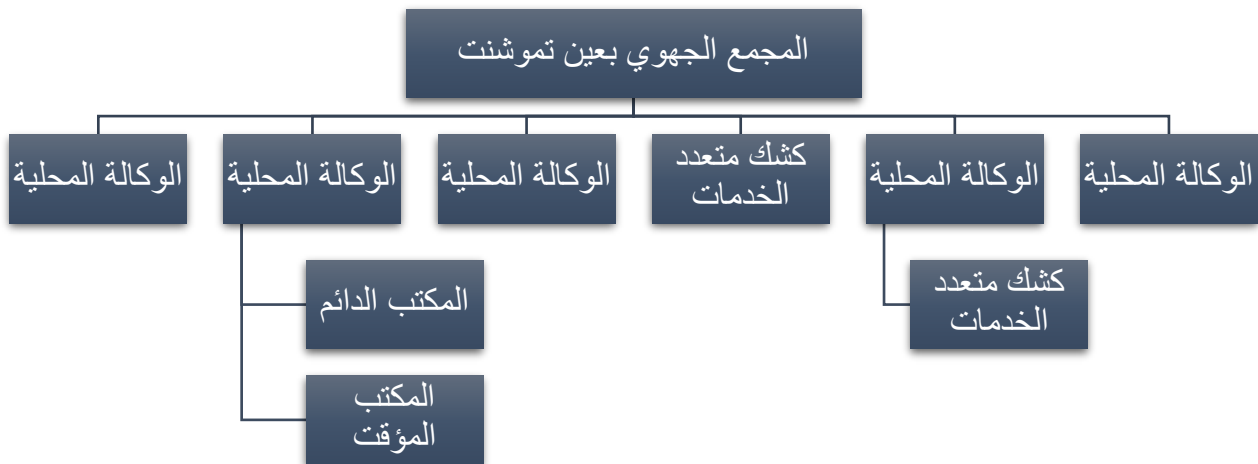 المجمع الجهوي بعين تموشنت
الوكالة المحلية
الوكالة المحلية
كشك متعدد
الخدمات
الوكالة المحلية
الوكالة المحلية
الوكالة المحلية
كشك متعدد
الخدمات
المكتب الدائم
المكتب
المؤقت